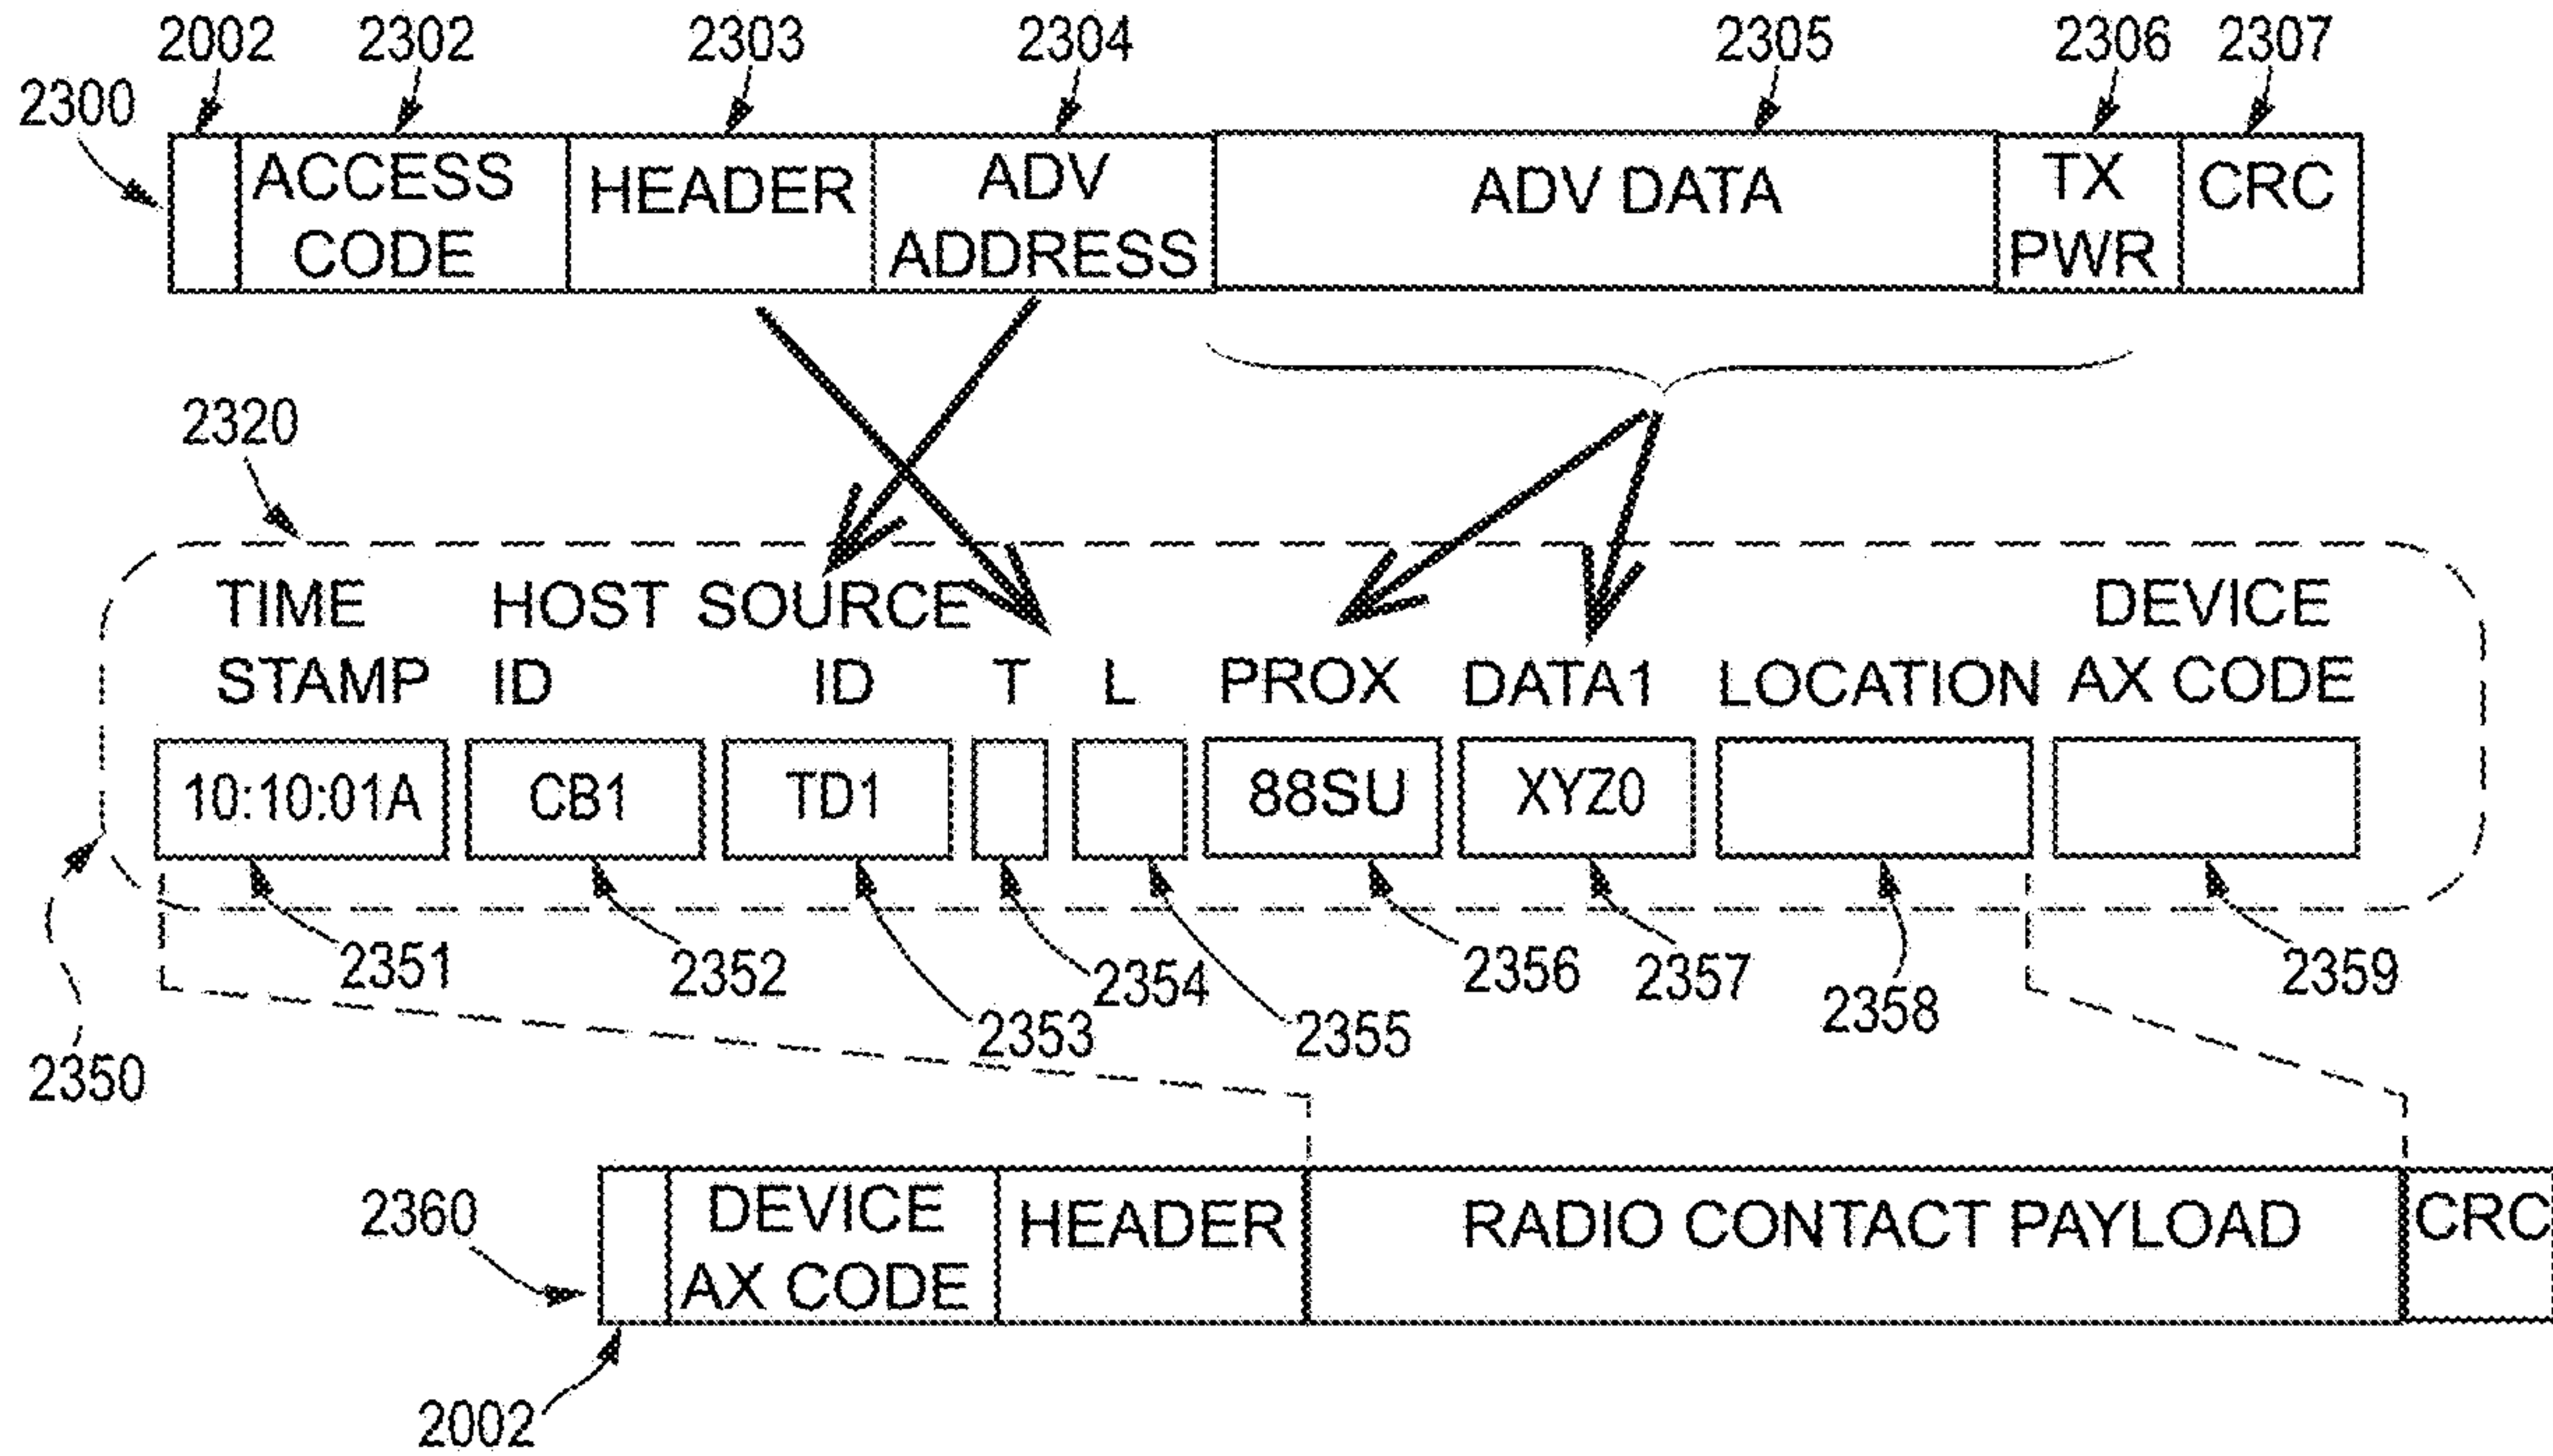 2002 2302 2303 2304 2305 2306 2307
2300
ACCESS CODE HEADER ADV ADDRESS ADV DATA TX PWR CRC
2320
TIME STAMP HOST ID SOURCE ID T L PROX DATA1 LOCATION DEVICE AX CODE
10:10:01A CB1 TD1 88SU XYZ0
2351 2352 2353 2354 2355 2356 2357 2358 2359
2350
2360
DEVICE AX CODE HEADER RADIO CONTACT PAYLOAD CRC
2002